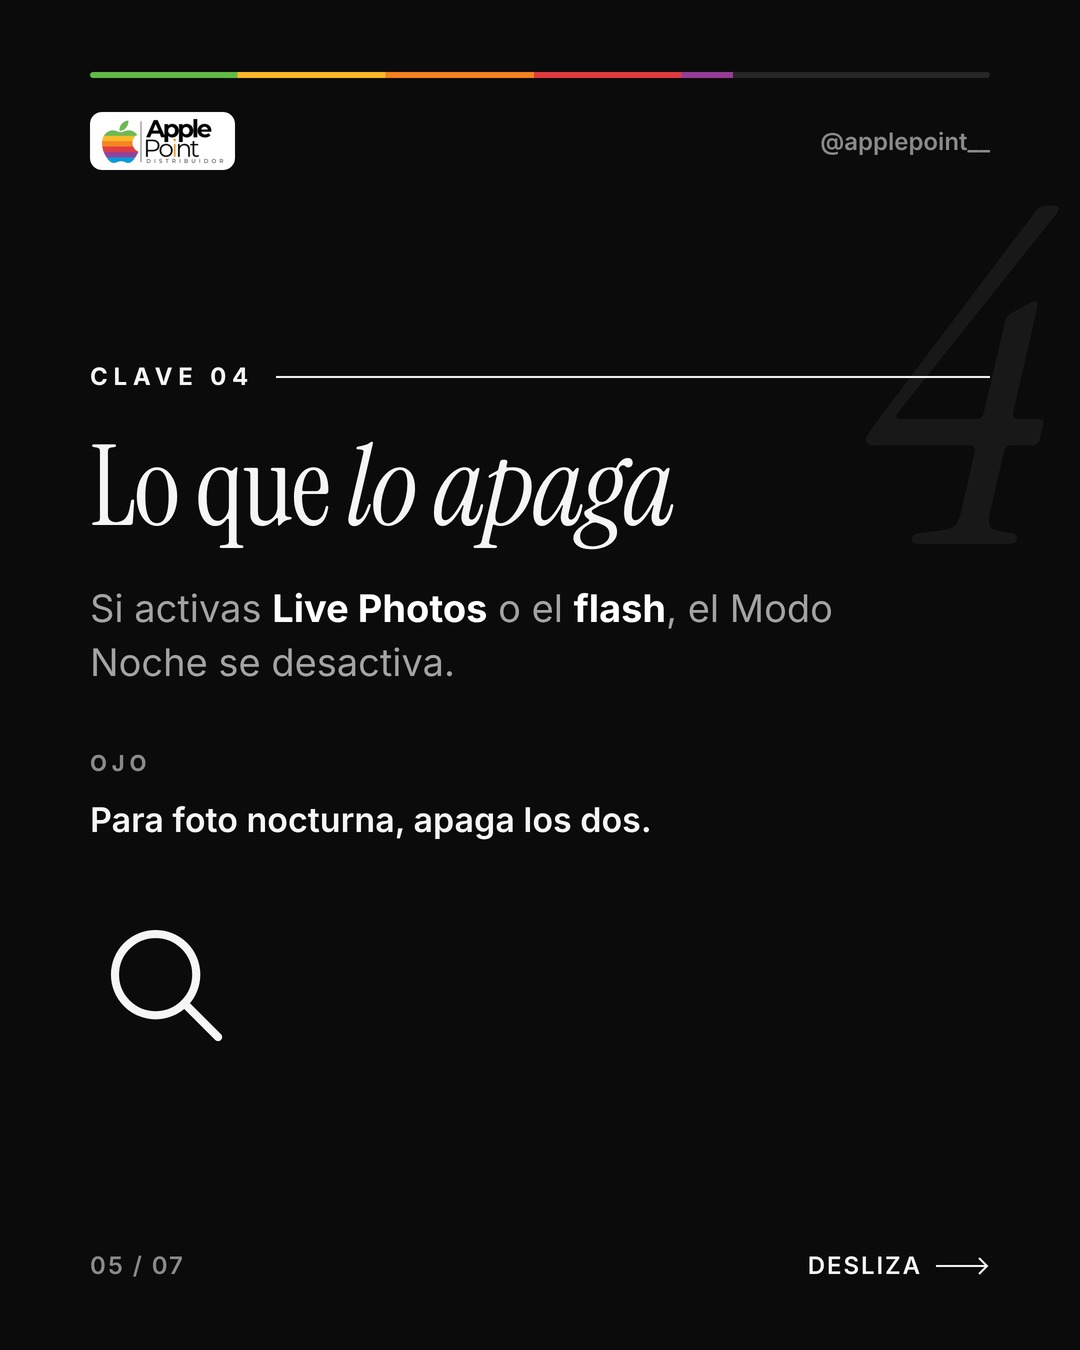 Apple
Point
DISTRIBUIDOR
@applepoint__
4
CLAVE 04
Lo que lo apaga
Si activas Live Photos o el flash, el Modo
Noche se desactiva.
OJO
Para foto nocturna, apaga los dos.
05 / 07
DESLIZA